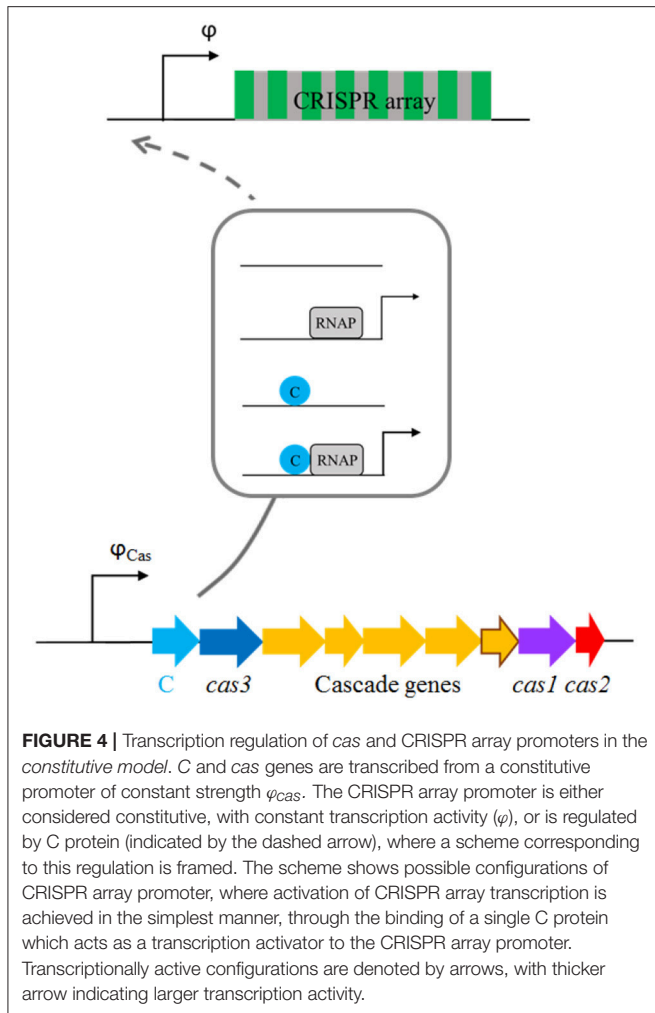 φ
CRISPR array
RNAP
C
C RNAP
φCas
C cas3 Cascade genes cas1 cas2
FIGURE 4 | Transcription regulation of cas and CRISPR array promoters in the
constitutive model. C and cas genes are transcribed from a constitutive
promoter of constant strength φcas. The CRISPR array promoter is either
considered constitutive, with constant transcription activity (φ), or is regulated
by C protein (indicated by the dashed arrow), where a scheme corresponding
to this regulation is framed. The scheme shows possible configurations of
CRISPR array promoter, where activation of CRISPR array transcription is
achieved in the simplest manner, through the binding of a single C protein
which acts as a transcription activator to the CRISPR array promoter.
Transcriptionally active configurations are denoted by arrows, with thicker
arrow indicating larger transcription activity.